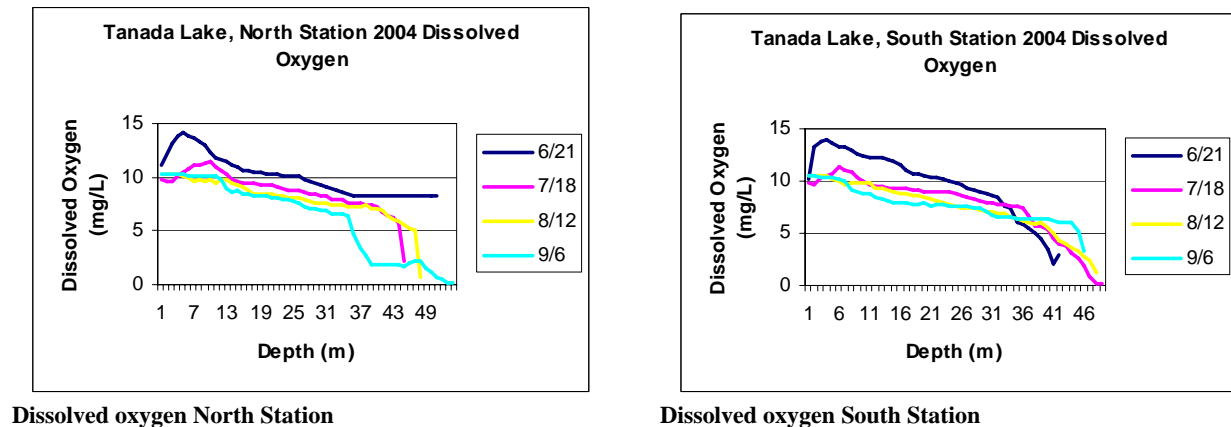 Tanada Lake, North Station 2004 Dissolved
Oxygen
Dissolved Oxygen
(mg/L)
15
10
5
0
1 7 13 19 25 31 37 43 49
Depth (m)
6/21
7/18
8/12
9/6
Dissolved oxygen North Station
Tanada Lake, South Station 2004 Dissolved
Oxygen
Dissolved Oxygen
(mg/L)
15
10
5
0
1 6 11 16 21 26 31 36 41 46
Depth (m)
6/21
7/18
8/12
9/6
Dissolved oxygen South Station